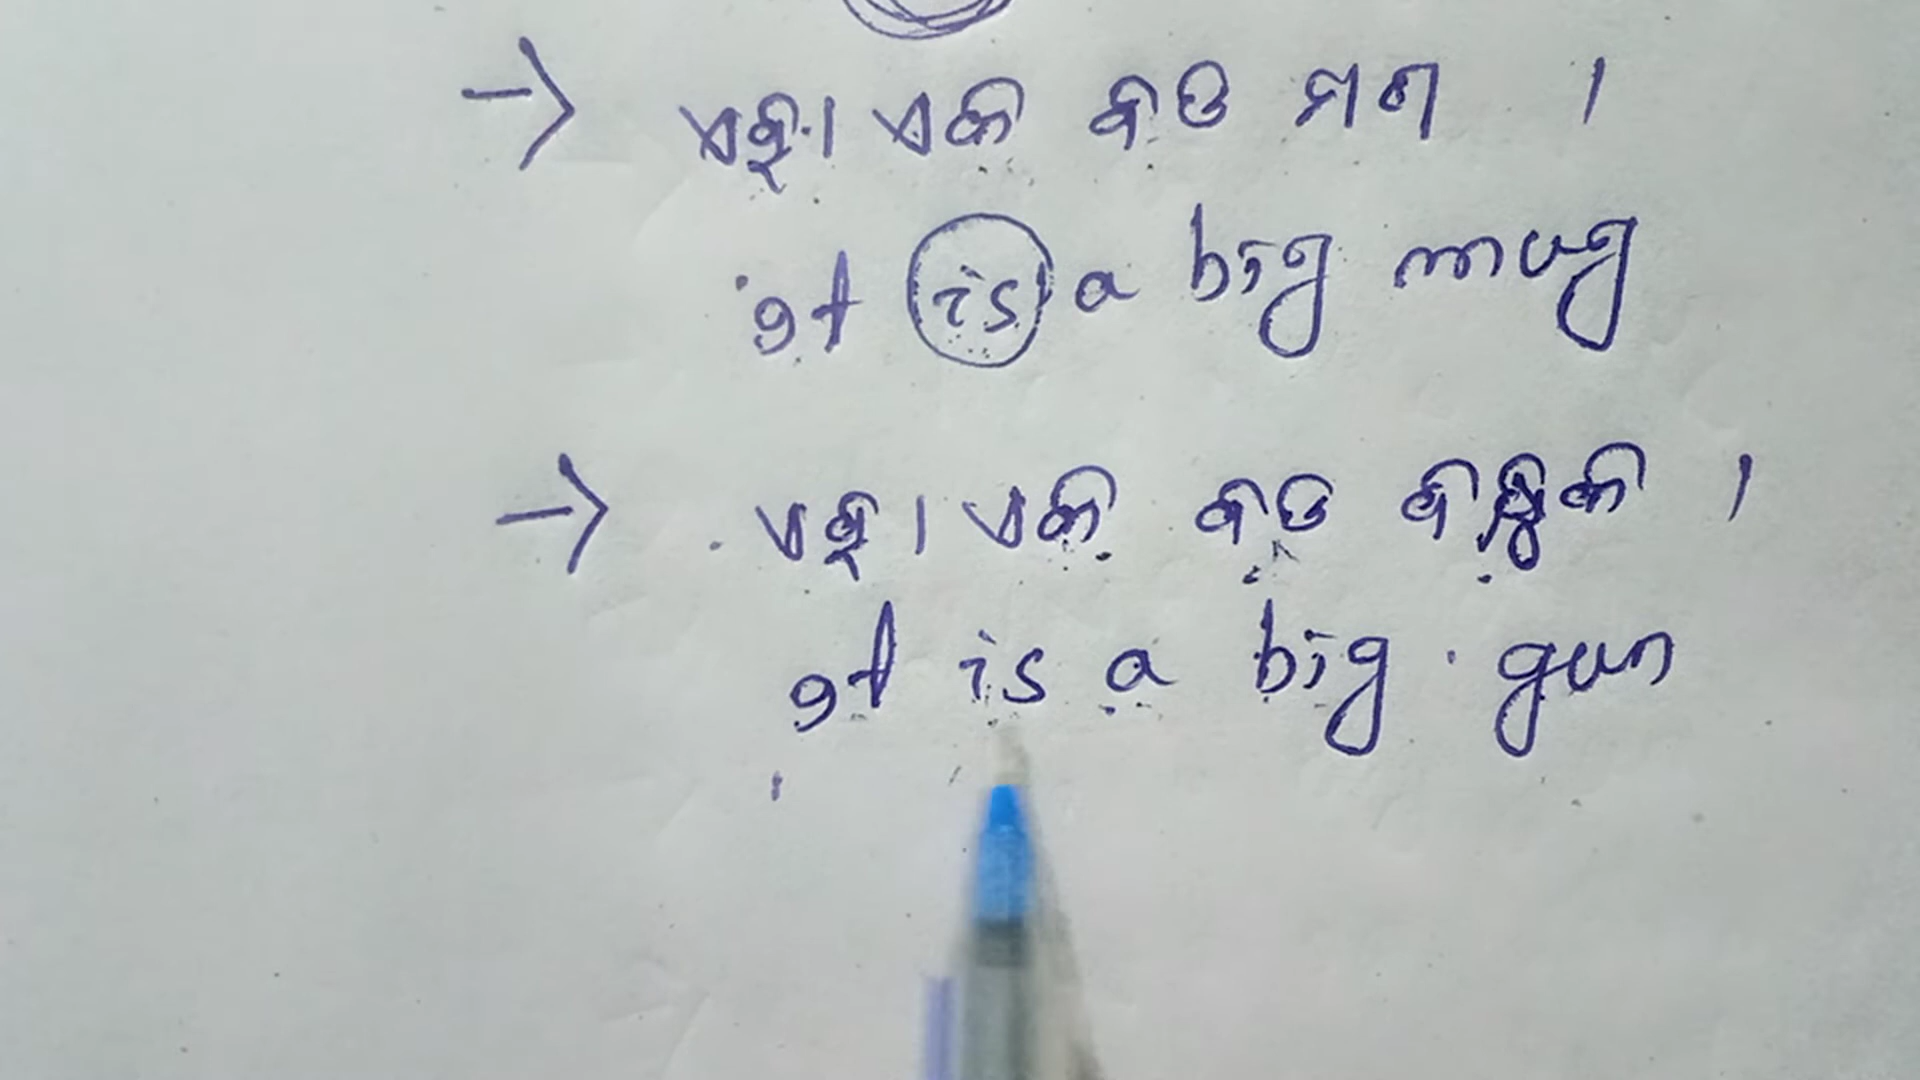 → ଏହା ଏକ ବଡ ମଗ ।
It is a big mug
→ ଏହା ଏକ ବଡ ବନ୍ଧୁକ ।
It is a big gun